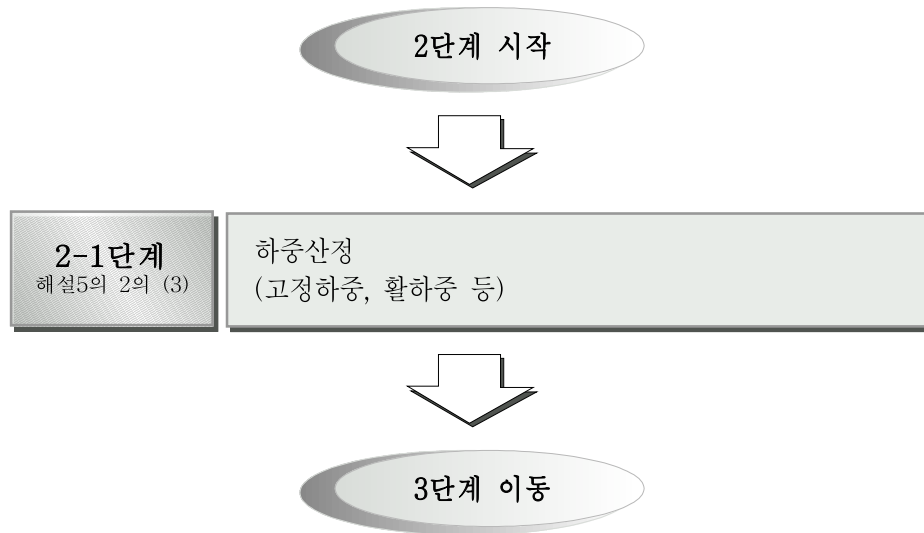 2단계 시작
2-1단계
해설5의 2의 (3)
하중산정
(고정하중, 활하중 등)
3단계 이동